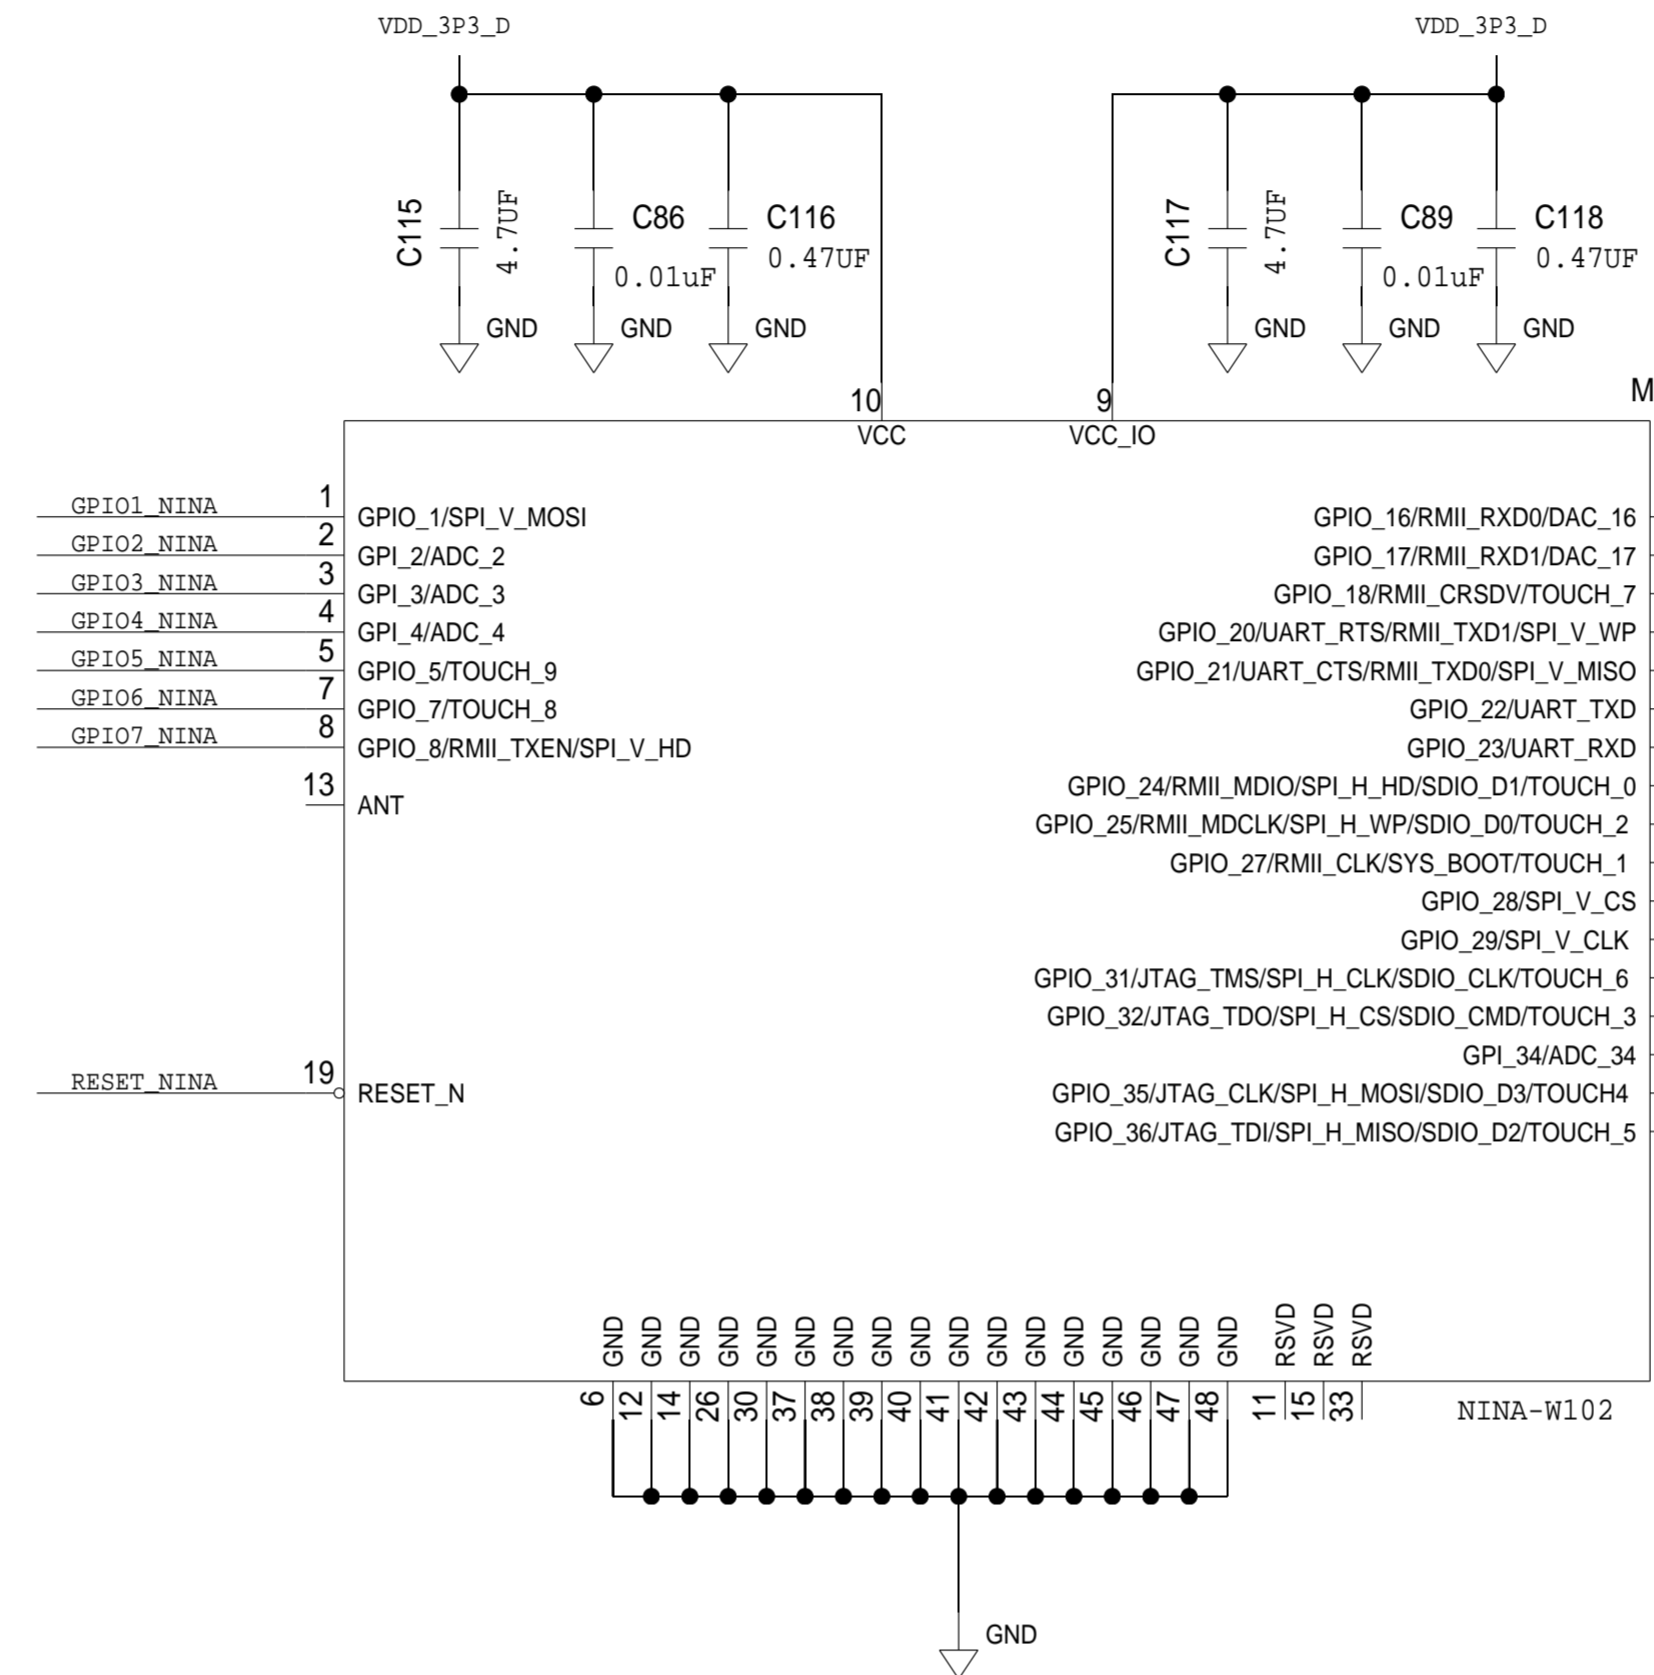 VDD_3P3_D
VDD_3P3_D
C115
4.7UF
C86
0.01uF
C116
0.47UF
C117
4.7UF
C89
0.01uF
C118
0.47UF
GND
GND
GND
GND
GND
GND
10
VCC
9
VCC_IO
M
GPIO1_NINA 1 GPIO_1/SPI_V_MOSI
GPIO2_NINA 2 GPI_2/ADC_2
GPIO3_NINA 3 GPI_3/ADC_3
GPIO4_NINA 4 GPI_4/ADC_4
GPIO5_NINA 5 GPIO_5/TOUCH_9
GPIO6_NINA 7 GPIO_7/TOUCH_8
GPIO7_NINA 8 GPIO_8/RMII_TXEN/SPI_V_HD
13 ANT
RESET_NINA 19 RESET_N
GPIO_16/RMII_RXD0/DAC_16
GPIO_17/RMII_RXD1/DAC_17
GPIO_18/RMII_CRSDV/TOUCH_7
GPIO_20/UART_RTS/RMII_TXD1/SPI_V_WP
GPIO_21/UART_CTS/RMII_TXD0/SPI_V_MISO
GPIO_22/UART_TXD
GPIO_23/UART_RXD
GPIO_24/RMII_MDIO/SPI_H_HD/SDIO_D1/TOUCH_0
GPIO_25/RMII_MDCLK/SPI_H_WP/SDIO_D0/TOUCH_2
GPIO_27/RMII_CLK/SYS_BOOT/TOUCH_1
GPIO_28/SPI_V_CS
GPIO_29/SPI_V_CLK
GPIO_31/JTAG_TMS/SPI_H_CLK/SDIO_CLK/TOUCH_6
GPIO_32/JTAG_TDO/SPI_H_CS/SDIO_CMD/TOUCH_3
GPI_34/ADC_34
GPIO_35/JTAG_CLK/SPI_H_MOSI/SDIO_D3/TOUCH4
GPIO_36/JTAG_TDI/SPI_H_MISO/SDIO_D2/TOUCH_5
GND GND GND GND GND GND GND GND GND GND GND GND GND GND GND GND GND RSVD RSVD RSVD
6 12 14 26 30 37 38 39 40 41 42 43 44 45 46 47 48 11 15 33
NINA-W102
GND